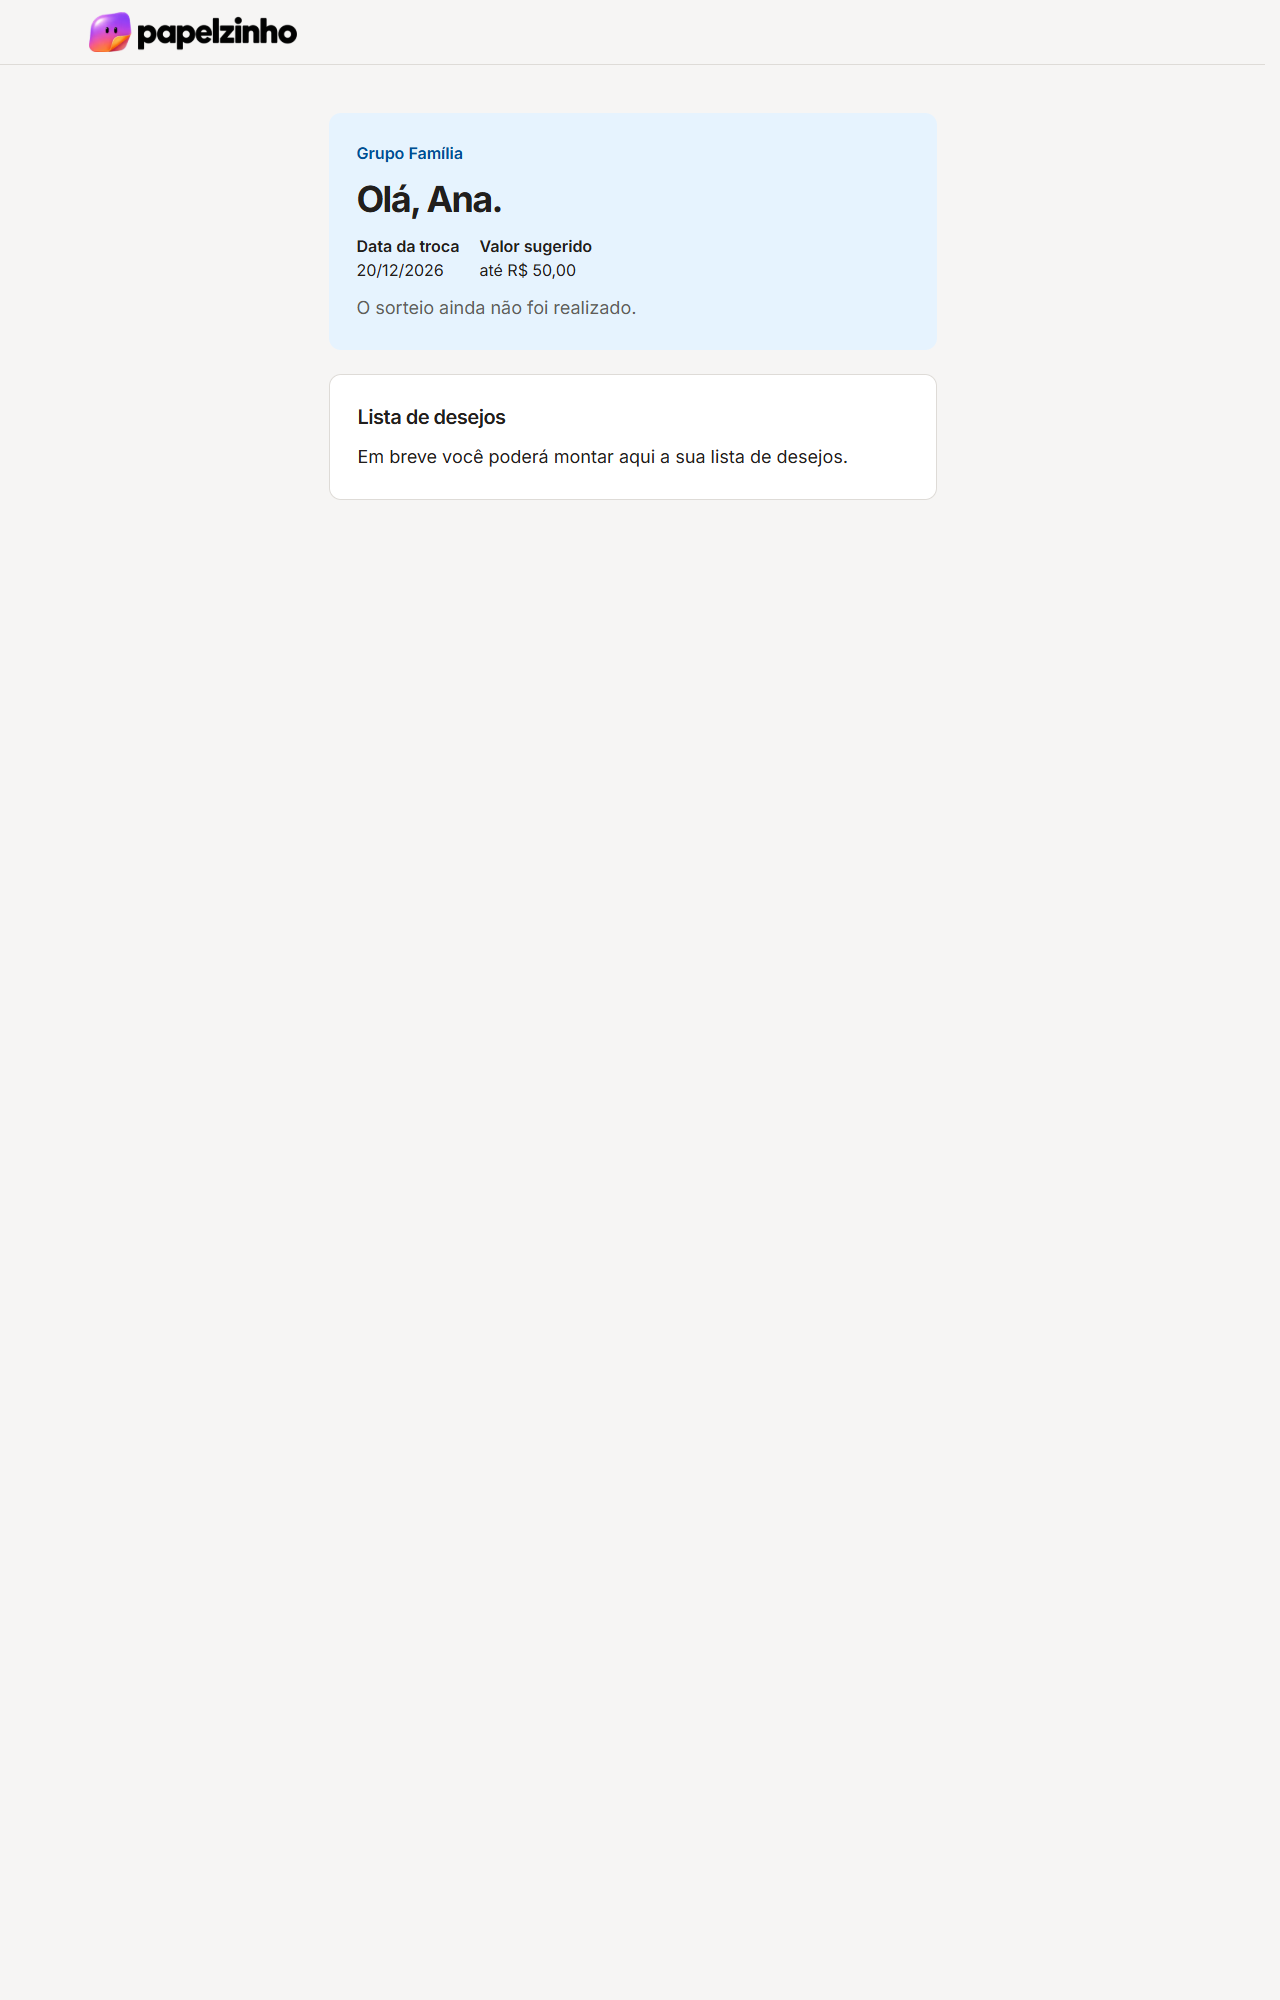 papelzinho
Grupo Família
Olá, Ana.
Data da troca Valor sugerido
20/12/2026 até R$ 50,00
O sorteio ainda não foi realizado.
Lista de desejos
Em breve você poderá montar aqui a sua lista de desejos.